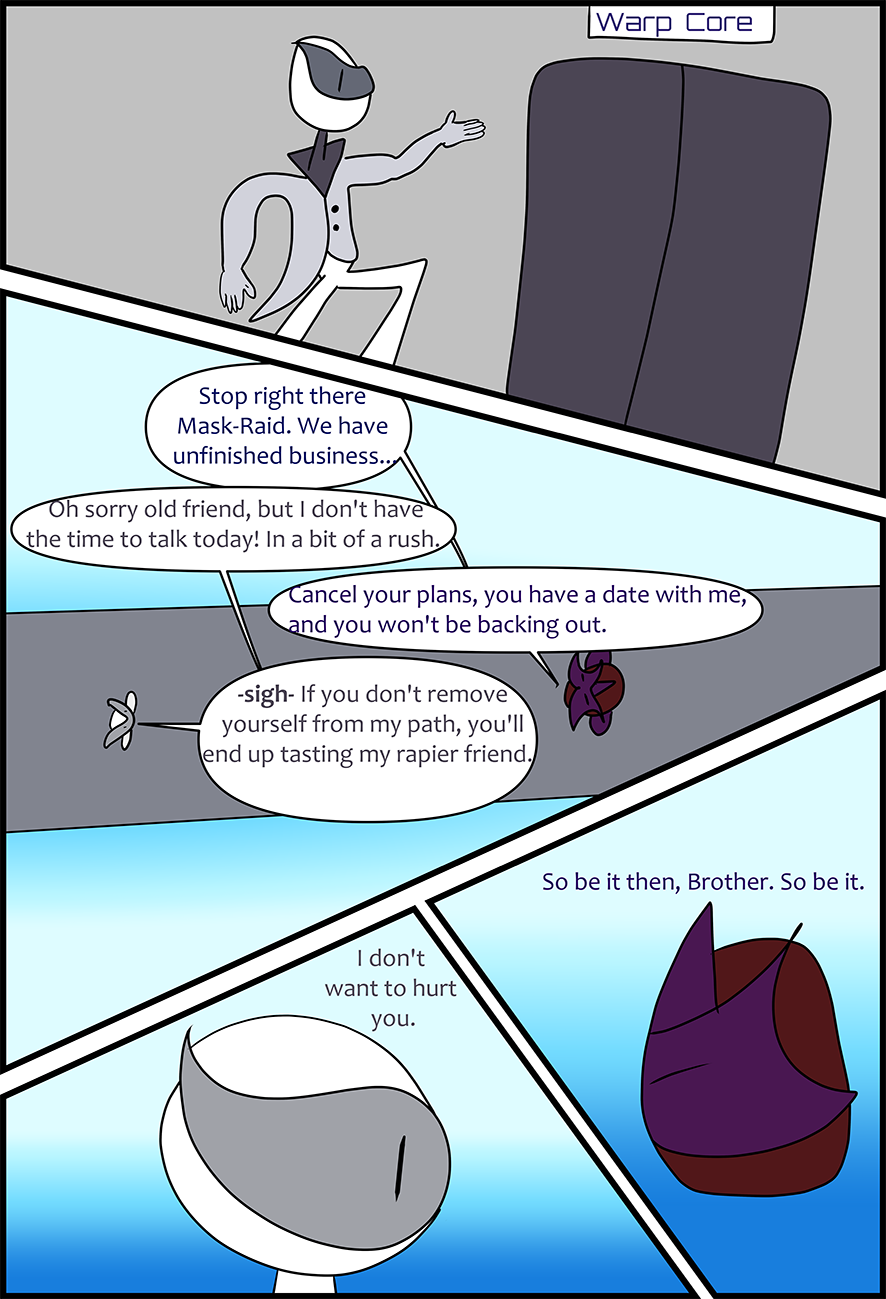 Warp Core
Stop right there
Mask-Raid. We have
unfinished business...
Oh sorry old friend, but I don't have
the time to talk today! In a bit of a rush.
Cancel your plans, you have a date with me,
and you won't be backing out.
-sigh- If you don't remove
yourself from my path, you'll
end up tasting my rapier friend.
So be it then, Brother. So be it.
I don't
want to hurt
you.